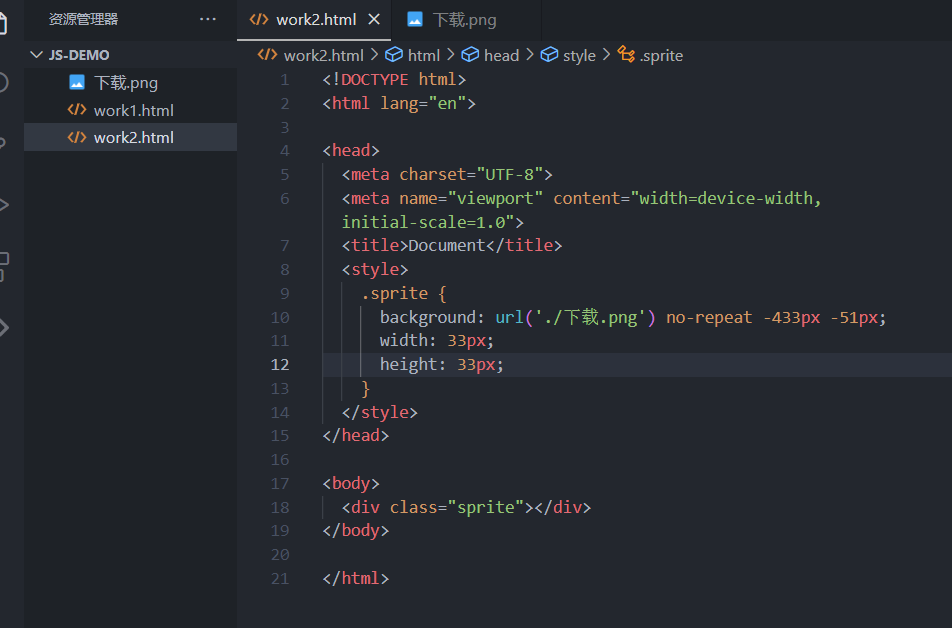 资源管理器 ···
JS-DEMO
下载.png
work1.html
work2.html
work2.html 下载.png
work2.html > html > head > style > .sprite
1 <!DOCTYPE html>
2 <html lang="en">
3
4 <head>
5 <meta charset="UTF-8">
6 <meta name="viewport" content="width=device-width,
initial-scale=1.0">
7 <title>Document</title>
8 <style>
9 .sprite {
10 background: url('./下载.png') no-repeat -433px -51px;
11 width: 33px;
12 height: 33px;
13 }
14 </style>
15 </head>
16
17 <body>
18 <div class="sprite"></div>
19 </body>
20
21 </html>